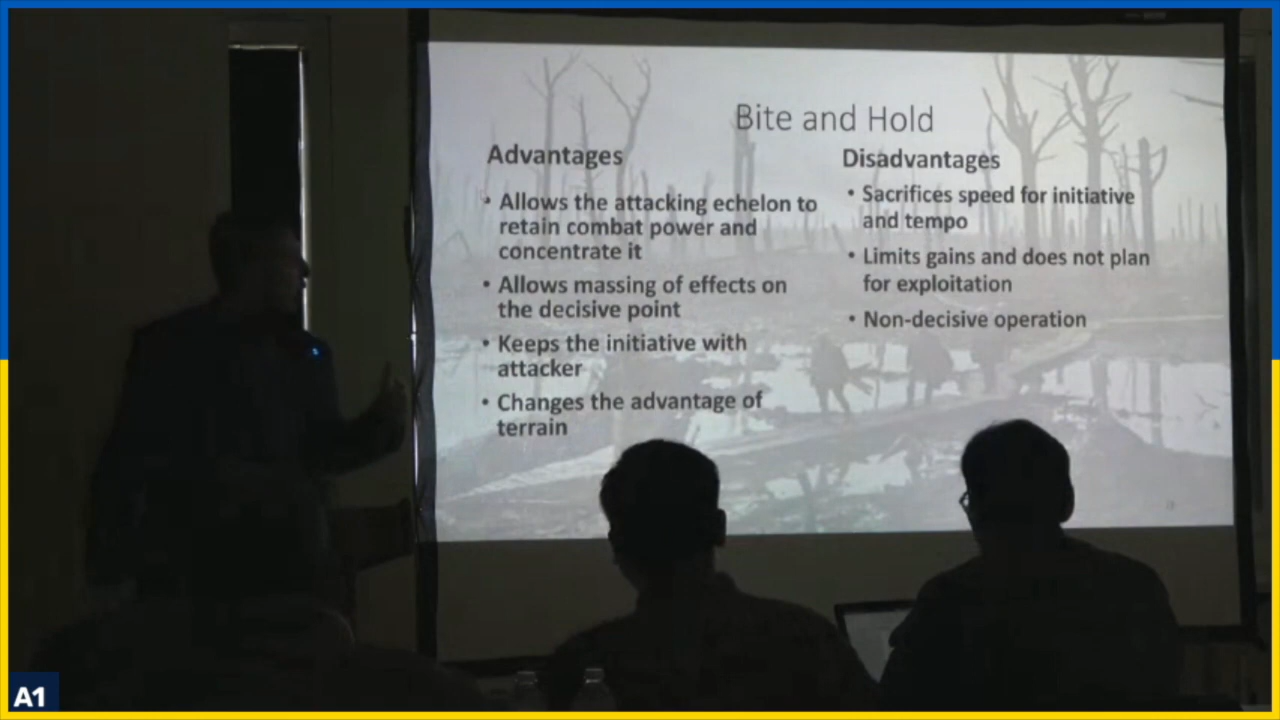 Bite and Hold
Advantages
• Allows the attacking echelon to
retain combat power and
concentrate it
• Allows massing of effects on
the decisive point
• Keeps the initiative with
attacker
• Changes the advantage of
terrain
Disadvantages
• Sacrifices speed for initiative
and tempo
• Limits gains and does not plan
for exploitation
• Non-decisive operation
A1